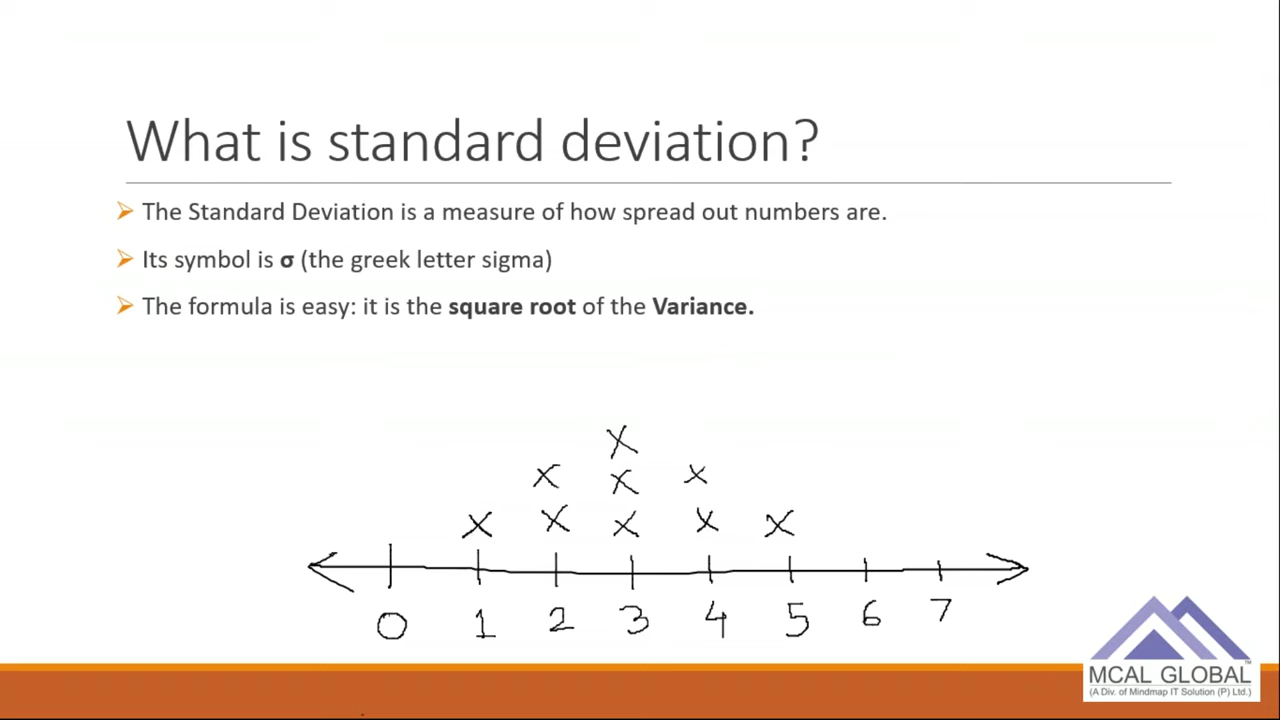 What is standard deviation?
The Standard Deviation is a measure of how spread out numbers are.
Its symbol is σ (the greek letter sigma)
The formula is easy: it is the square root of the Variance.
X
X X X
X X X X X
0 1 2 3 4 5 6 7
MCAL GLOBAL™
(A Div. of Mindmap IT Solution (P) Ltd.)